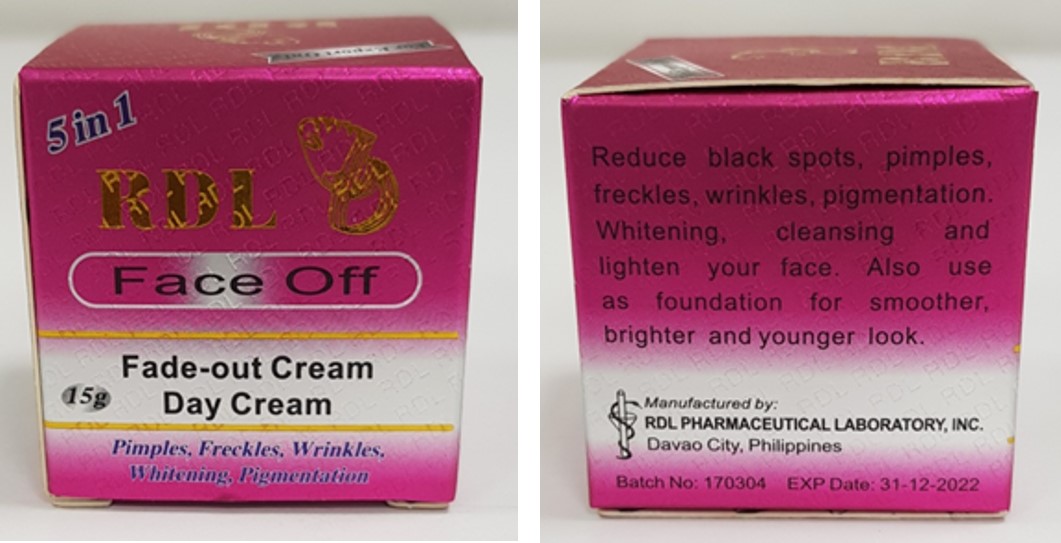 For Export Only
5 in 1
RDL
Face Off
Fade-out Cream
Day Cream
15g
Pimples, Freckles, Wrinkles,
Whitening, Pigmentation
Reduce black spots, pimples,
freckles, wrinkles, pigmentation.
Whitening, cleansing and
lighten your face. Also use
as foundation for smoother,
brighter and younger look.
Manufactured by:
RDL PHARMACEUTICAL LABORATORY, INC.
Davao City, Philippines
Batch No: 170304 EXP Date: 31-12-2022